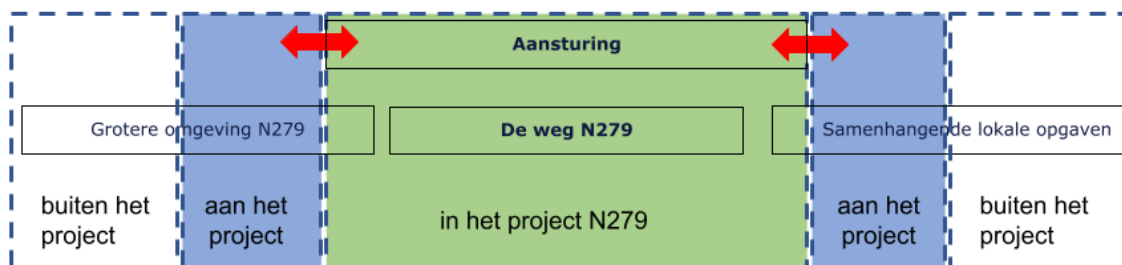 Aansturing
Grotere omgeving N279
De weg N279
Samenhangende lokale opgaven
buiten het
project
aan het
project
in het project N279
aan het
project
buiten het
project